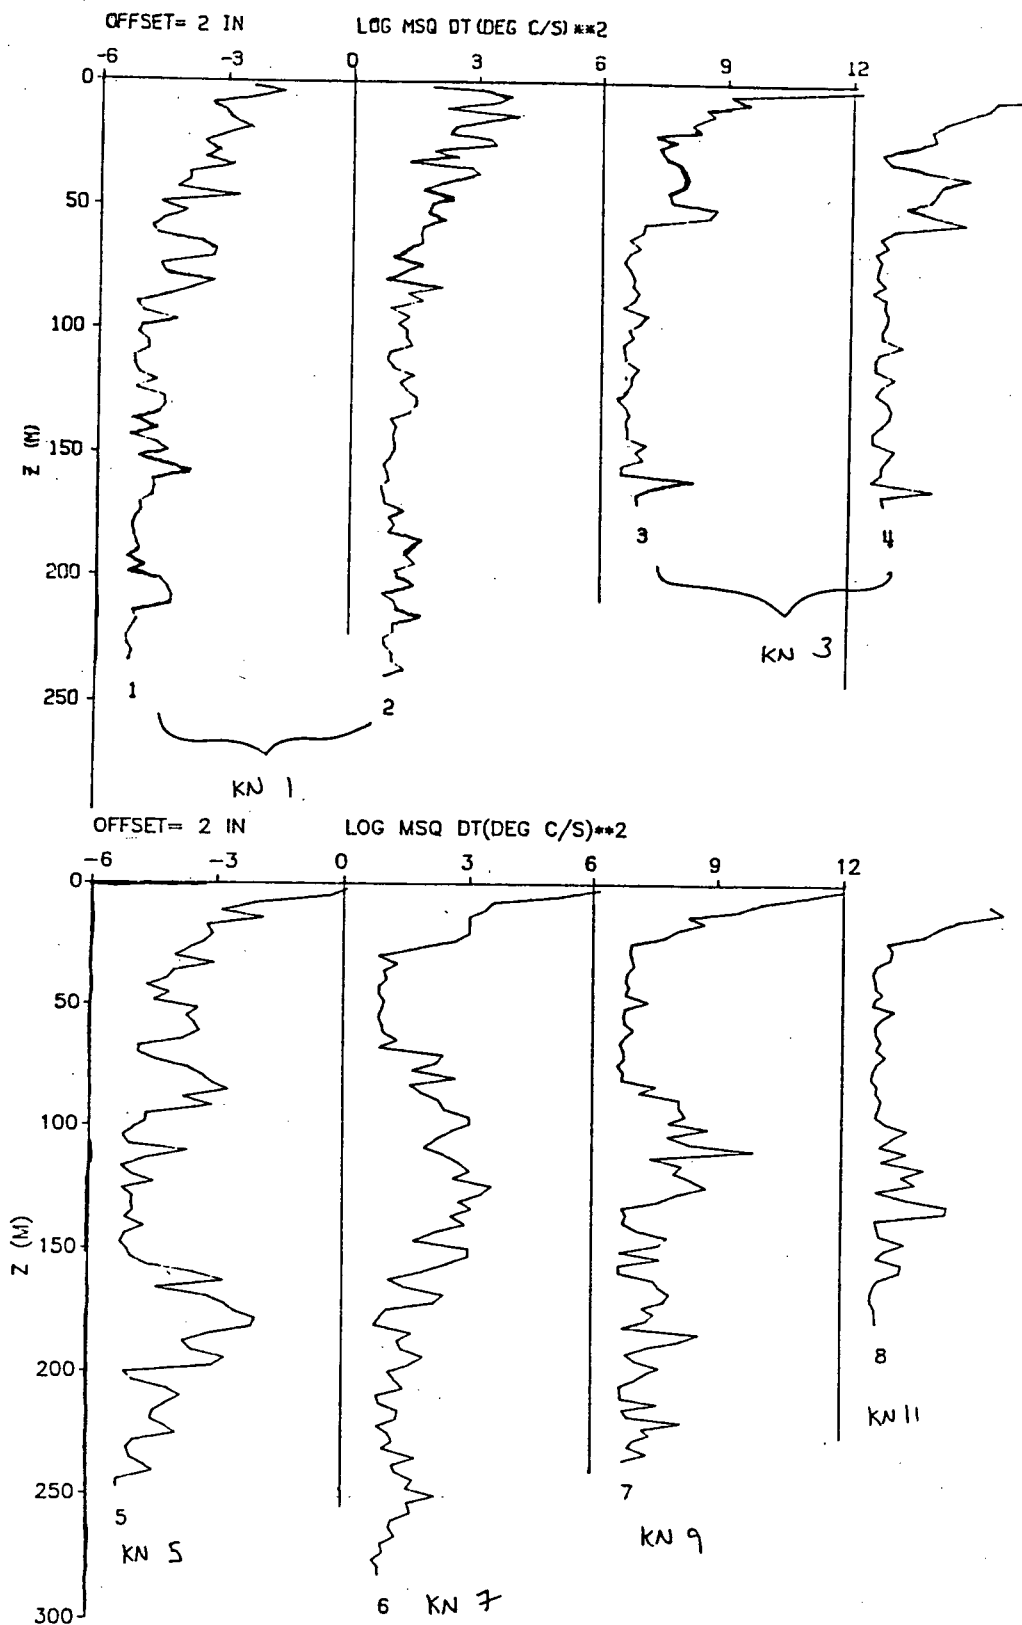 OFFSET= 2 IN LOG MSQ DT(DEG C/S)**2
-6 -3 0 3 6 9 12
0
50
100
150
200
250
Z (M)
1
2
3
4
KN 1
KN 3
OFFSET= 2 IN LOG MSQ DT(DEG C/S)**2
-6 -3 0 3 6 9 12
0
50
100
150
200
250
300
Z (M)
5
6
7
8
KN 5
KN 7
KN 9
KN 11